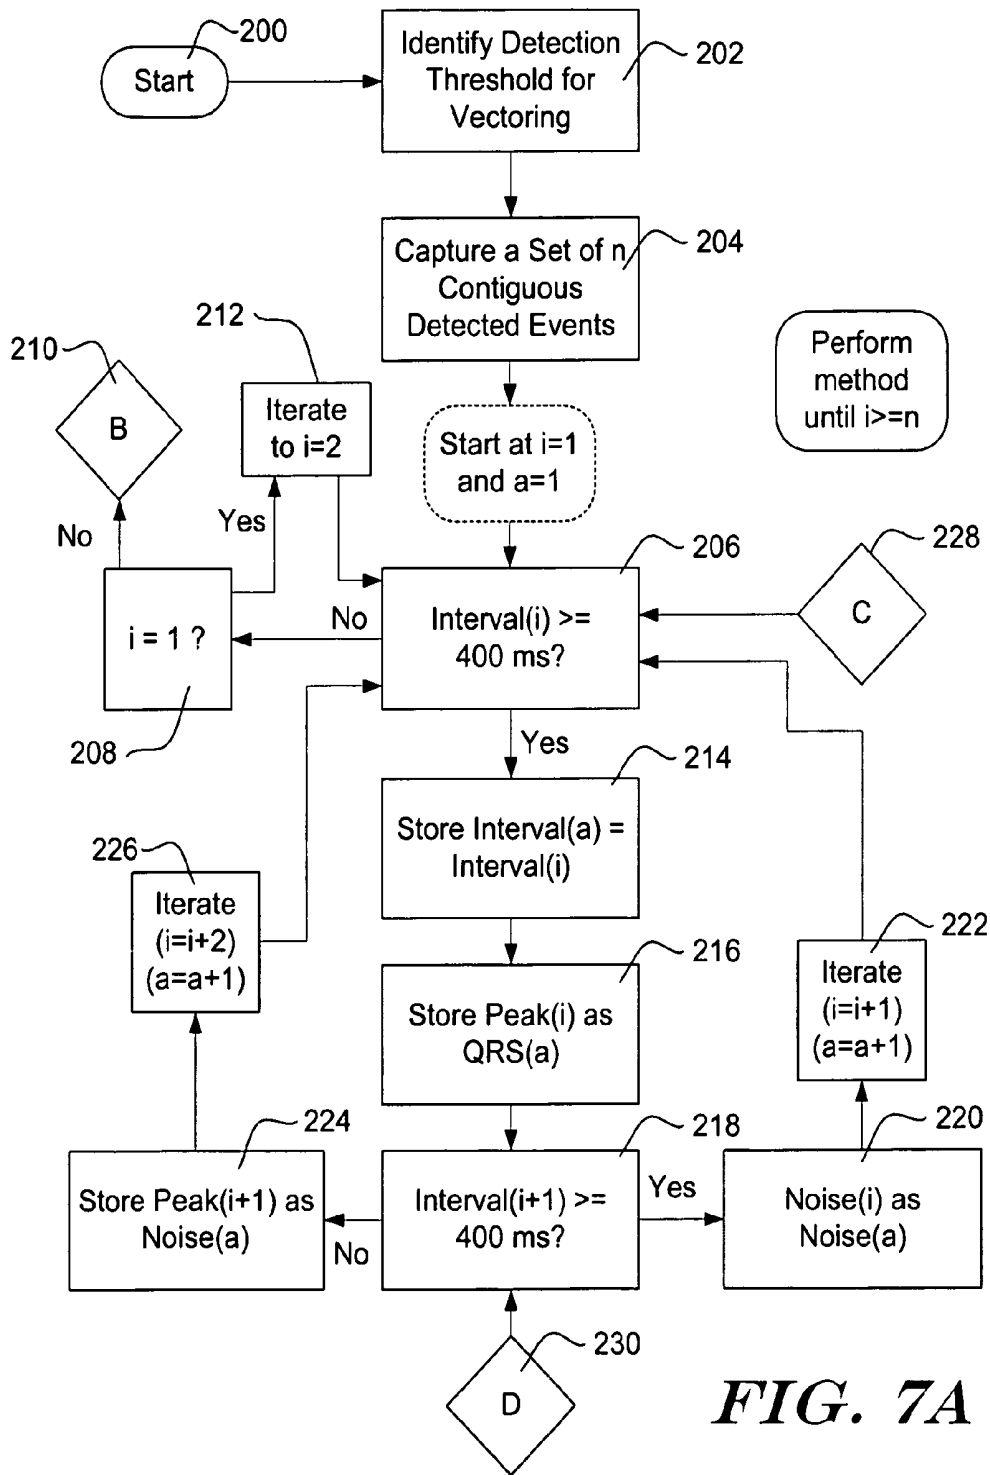 200
Start
Identify Detection
Threshold for
Vectoring
202
Capture a Set of n
Contiguous
Detected Events
204
212
210
B
Iterate
to i=2
Start at i=1
and a=1
Perform
method
until i>=n
No
Yes
206
228
i = 1 ?
No
Interval(i) >=
400 ms?
C
208
Yes
214
Store Interval(a) =
Interval(i)
226
Iterate
(i=i+2)
(a=a+1)
216
Store Peak(i) as
QRS(a)
222
Iterate
(i=i+1)
(a=a+1)
224
218
220
Store Peak(i+1) as
Noise(a)
No
Interval(i+1) >=
400 ms?
Yes
Noise(i) as
Noise(a)
230
D
FIG. 7A